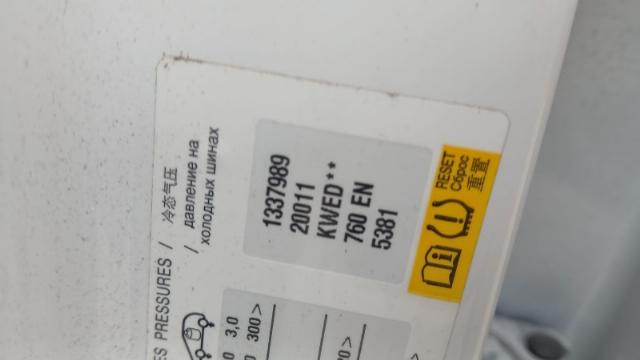 ES PRESSURES / 冷态气压
/ давление на
холодных шинах
1337989
20011
KWED**
760 EN
5381
RESET
Сброс
重置
0 3,0
0 300 >
00 >
>